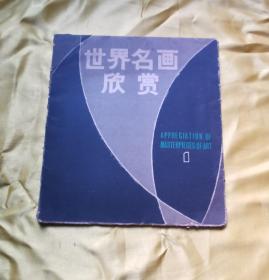 世界名画
欣赏
APPRECIATION OF
MASTERPIECES OF ART
1